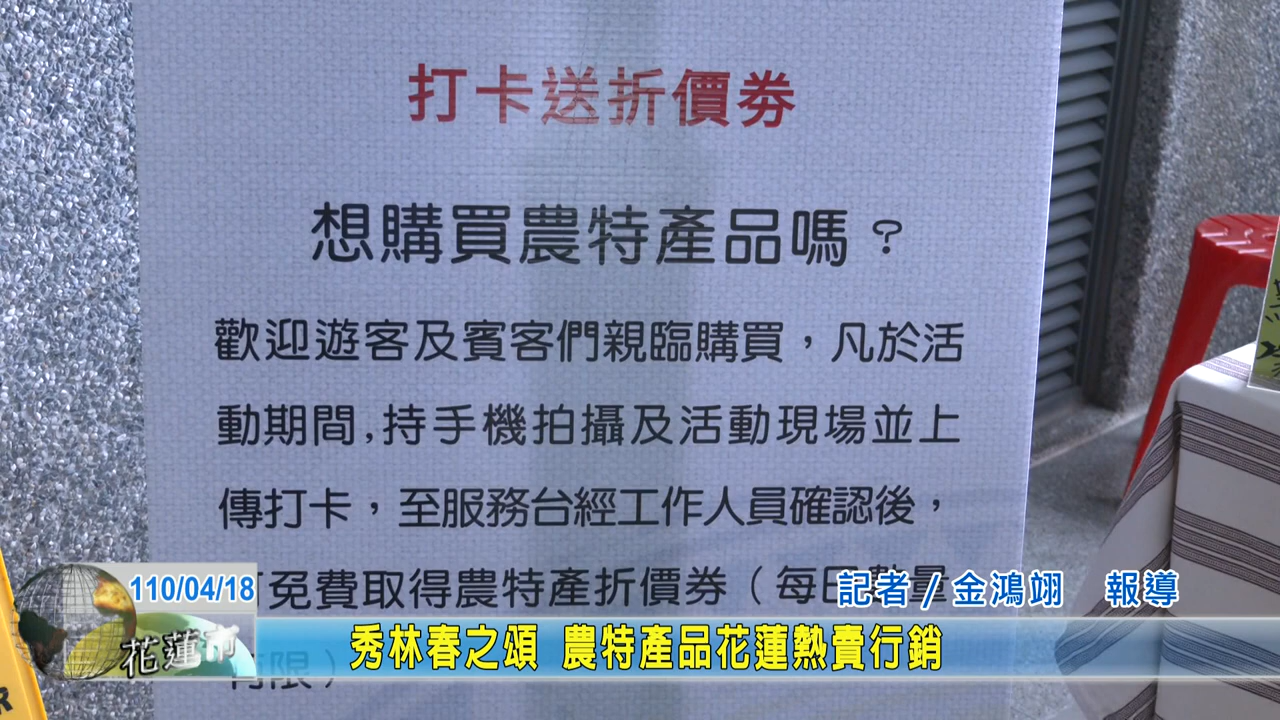 打卡送折價券
想購買農特產品嗎？
歡迎遊客及賓客們親臨購買，凡於活
動期間,持手機拍攝及活動現場並上
傳打卡，至服務台經工作人員確認後，
免費取得農特產折價券（每日數量
有限）
110/04/18
記者/金鴻翊 報導
花蓮市
秀林春之頌 農特產品花蓮熱賣行銷